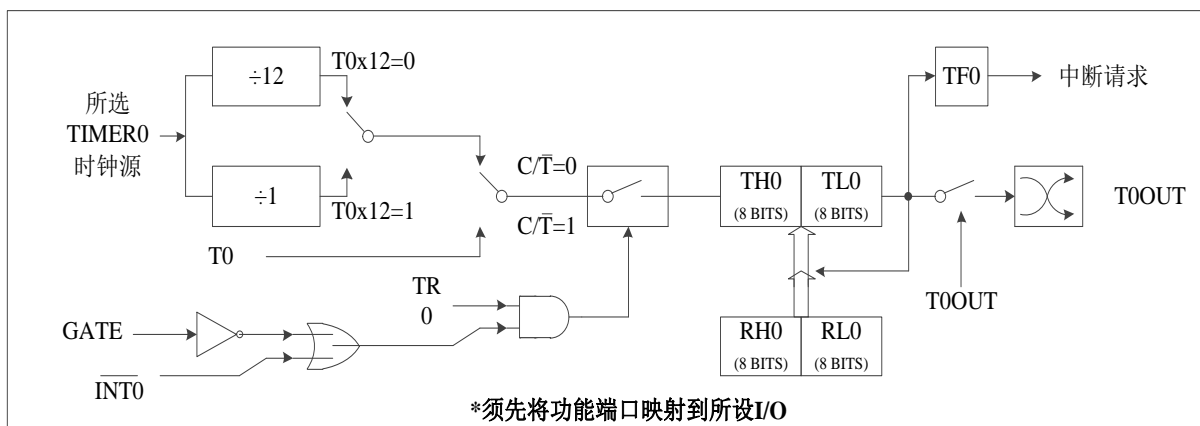 ÷12
T0x12=0
所选
TIMER0
时钟源
÷1
T0x12=1
T0
C/T̅=0
C/T̅=1
TR
0
GATE
I̅N̅T̅0̅
TH0
(8 BITS)
TL0
(8 BITS)
RH0
(8 BITS)
RL0
(8 BITS)
TF0
中断请求
T0OUT
T0OUT
*须先将功能端口映射到所设I/O